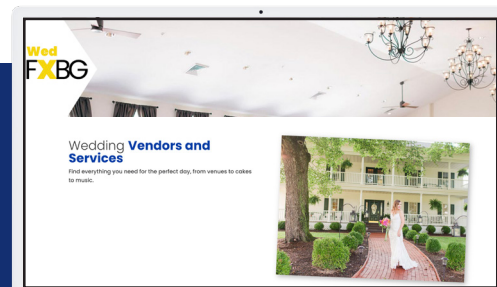 Wed
FXBG
Wedding Vendors and
Services
Find everything you need for the perfect day, from venues to cakes
to music.